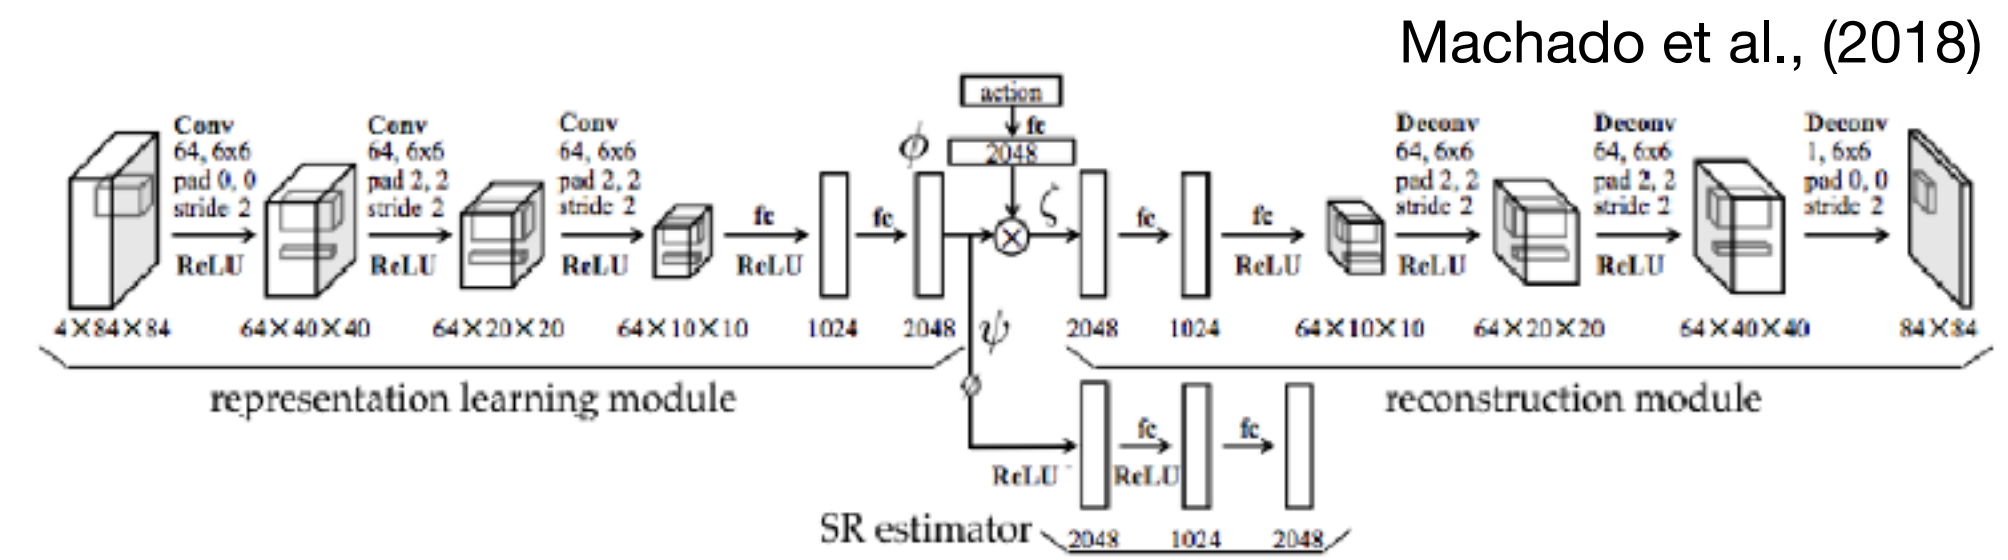 Machado et al., (2018)
action
fc
ϕ
2048
Conv
64, 6x6
pad 0, 0
stride 2
ReLU
Conv
64, 6x6
pad 2, 2
stride 2
ReLU
Conv
64, 6x6
pad 2, 2
stride 2
ReLU
fc
ReLU
fc
⊗
ζ
fc
fc
ReLU
Deconv
64, 6x6
pad 2, 2
stride 2
ReLU
Deconv
64, 6x6
pad 2, 2
stride 2
ReLU
Deconv
1, 6x6
pad 0, 0
stride 2
4×84×84
64×40×40
64×20×20
64×10×10
1024
2048
ψ
2048
1024
64×10×10
64×20×20
64×40×40
84×84
representation learning module
reconstruction module
ReLU
fc
ReLU
fc
SR estimator
2048
1024
2048